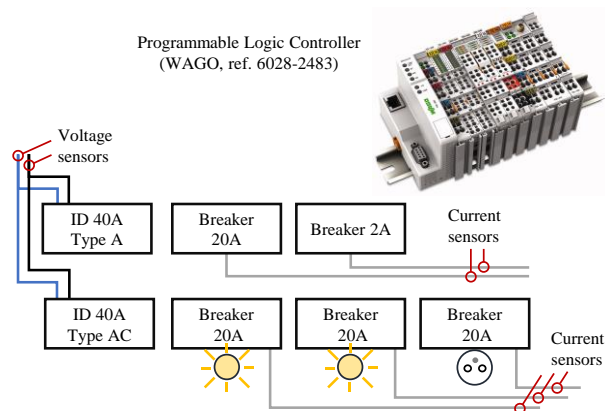 Programmable Logic Controller
(WAGO, ref. 6028-2483)
Voltage
sensors
ID 40A
Type A
Breaker
20A
Breaker 2A
Current
sensors
ID 40A
Type AC
Breaker
20A
Breaker
20A
Breaker
20A
Current
sensors